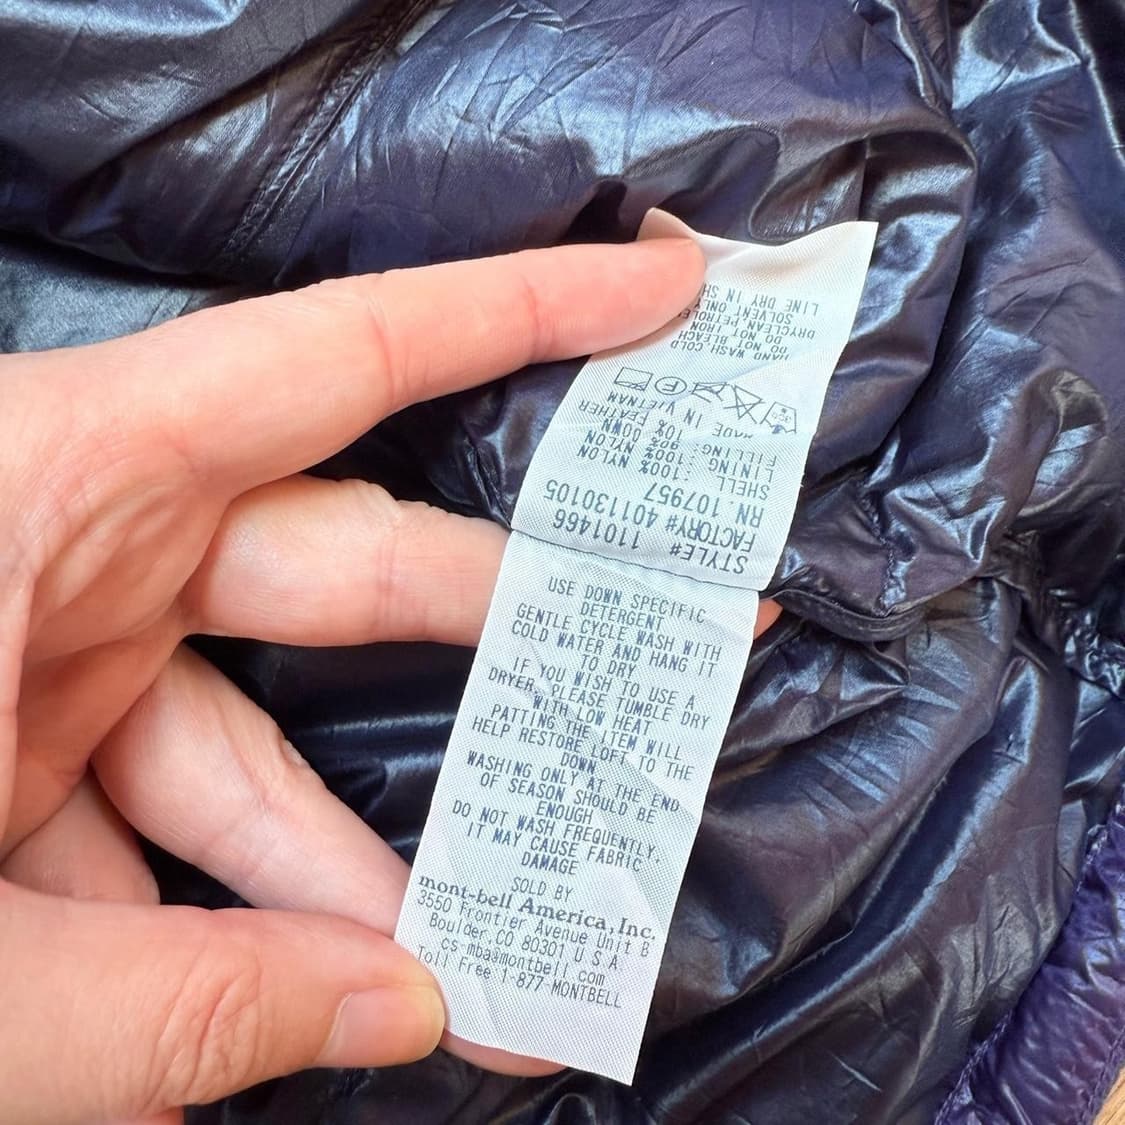 STYLE# 1101466
FACTORY# 401130105
RN. 107957
SHELL :100% NYLON
LINING :100% NYLON
FILLING: 90% DOWN
10% FEATHER
MADE IN VIETNAM
30C
F
HAND WASH,COLD
DO NOT BLEACH
DO NOT IRON
DRYCLEAN
SOLVENT ONLY
LINE DRY IN
USE DOWN SPECIFIC
DETERGENT
GENTLE CYCLE WASH WITH
COLD WATER AND HANG IT
TO DRY
IF YOU WISH TO USE A
DRYER, PLEASE TUMBLE DRY
WITH LOW HEAT
PATTING THE ITEM WILL
HELP RESTORE LOFT TO THE
DOWN
WASHING ONLY AT THE END
OF SEASON SHOULD BE
ENOUGH
DO NOT WASH FREQUENTLY.
IT MAY CAUSE FABRIC
DAMAGE
SOLD BY
mont-bell America, Inc.
3550 Frontier Avenue Unit B
Boulder,CO 80301 U S A
cs-mba@montbell.com
Toll Free 1-877-MONTBELL